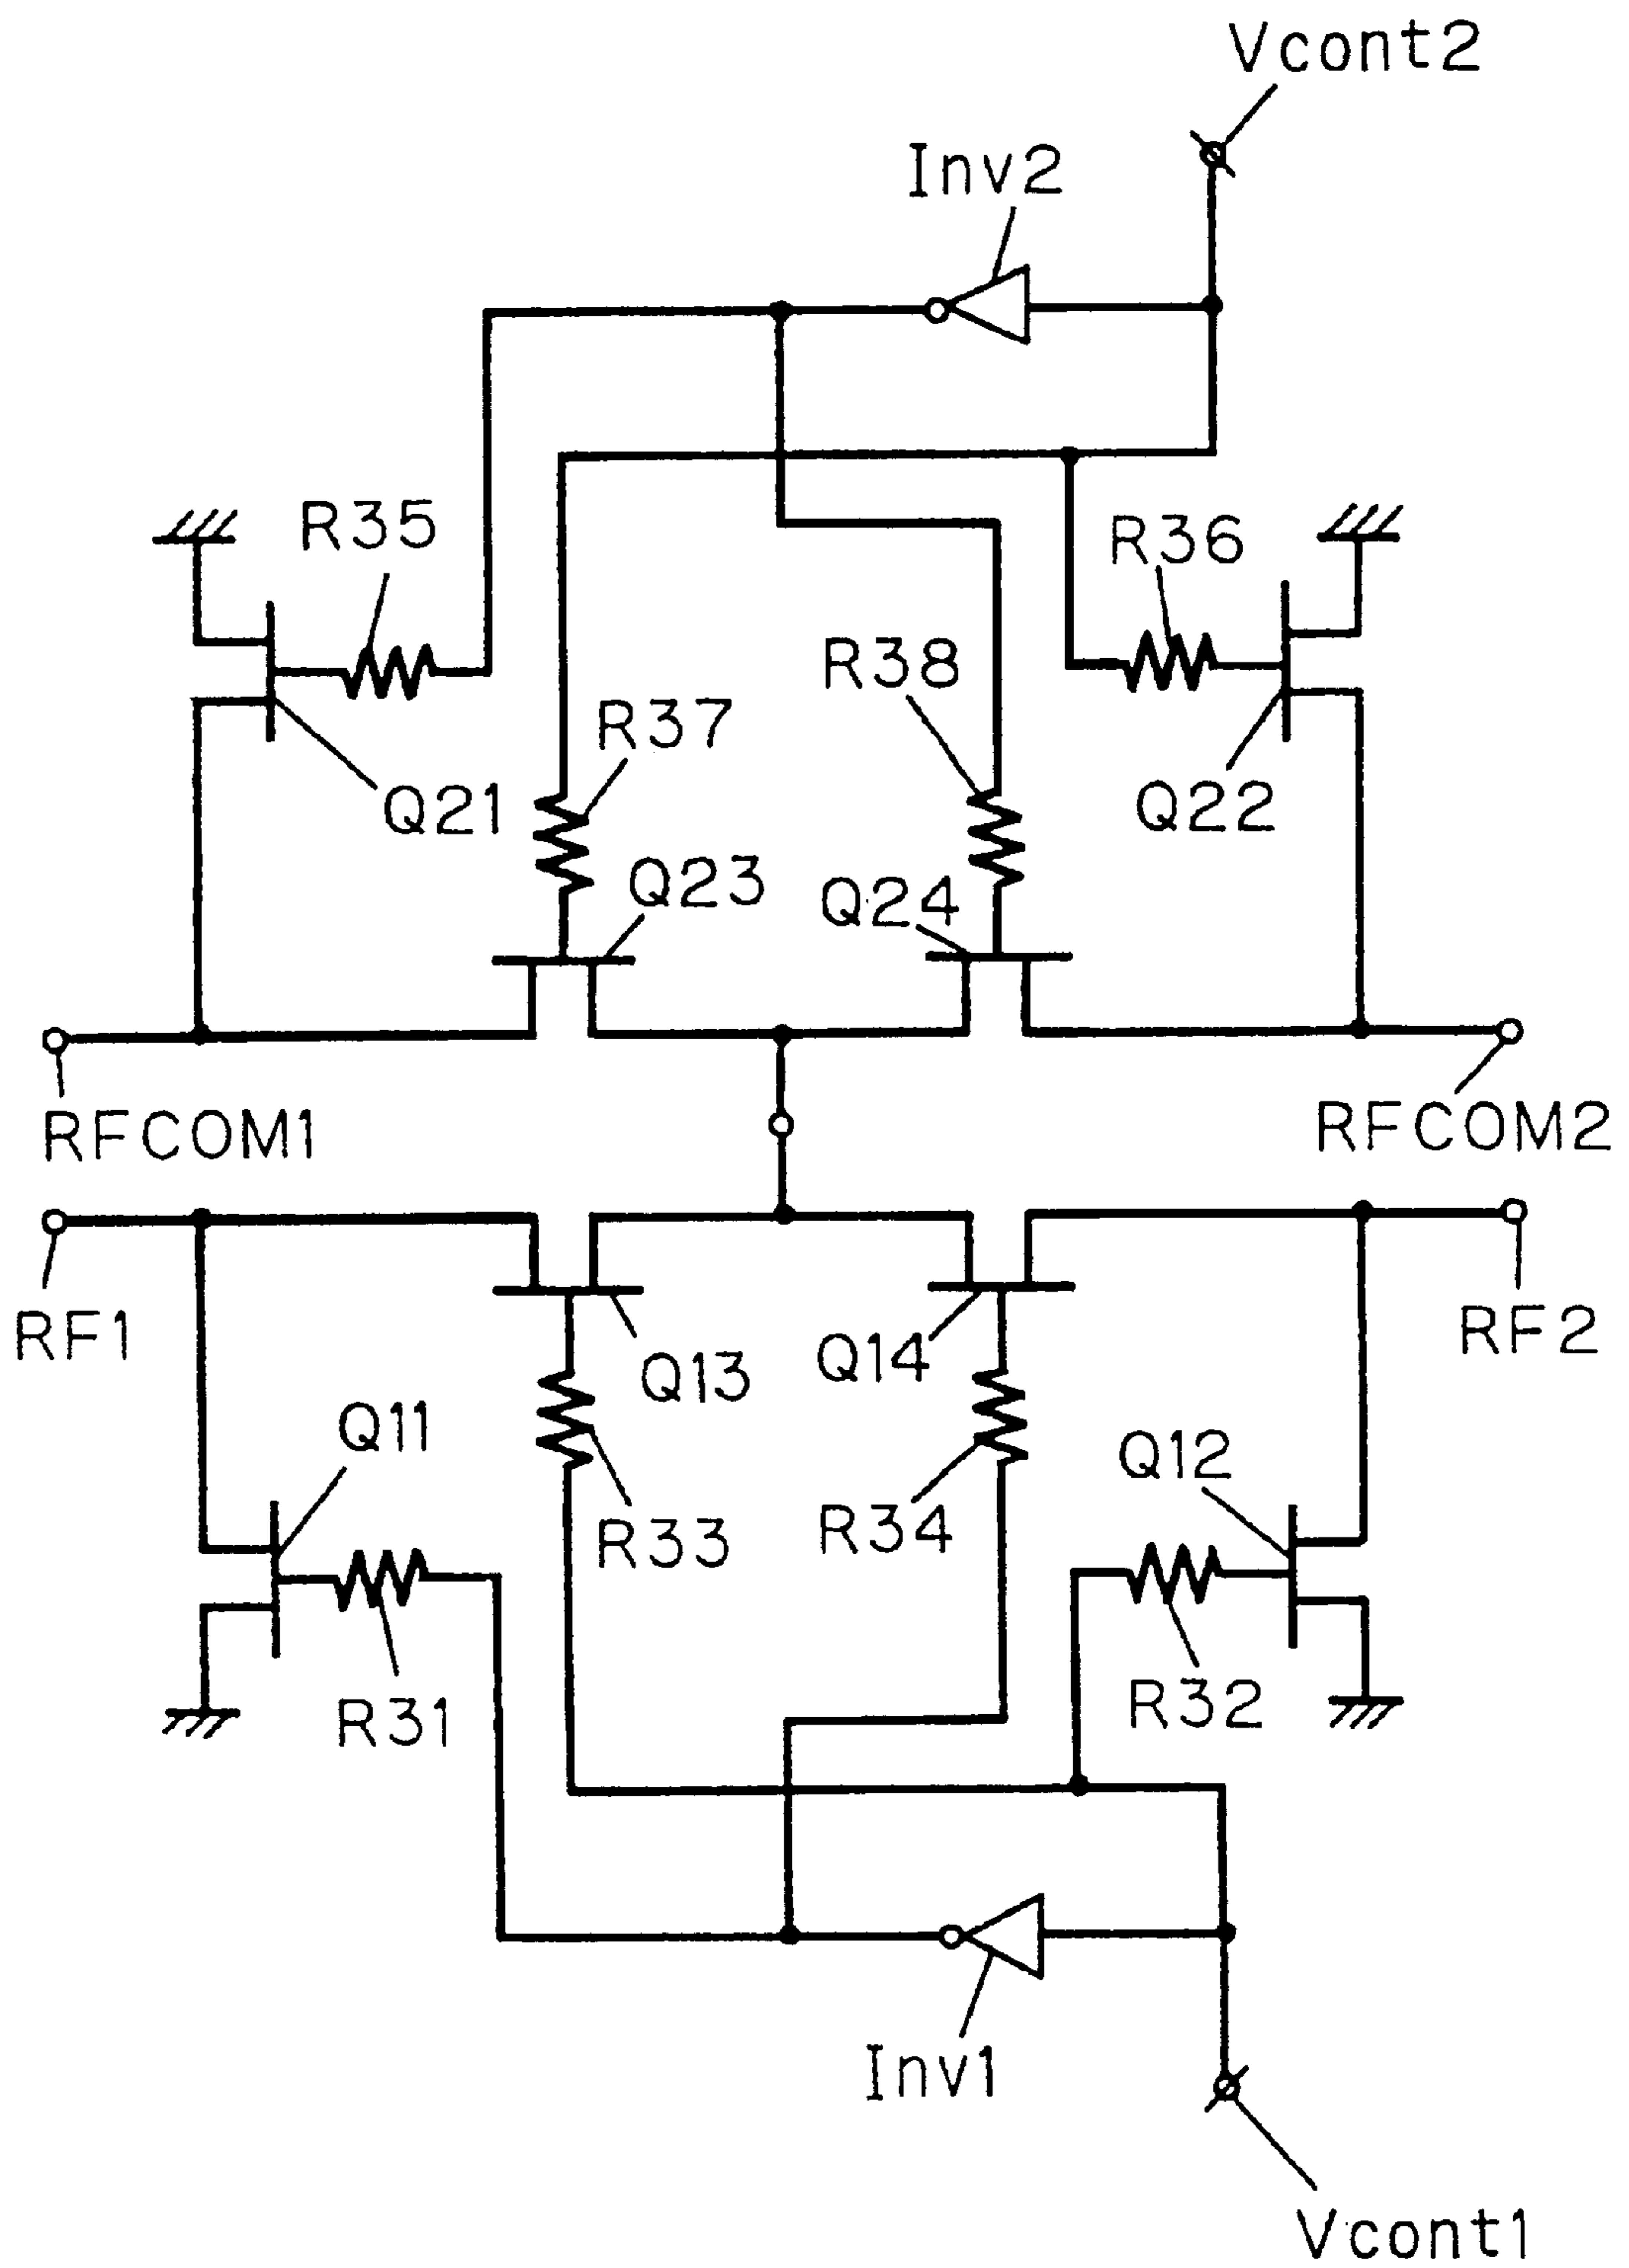 Vcont2
Inv2
R35
R36
R38
R37
Q21
Q22
Q23
Q24
RFCOM1
RFCOM2
RF1
RF2
Q14
Q13
Q11
Q12
R33
R34
R31
R32
Inv1
Vcont1